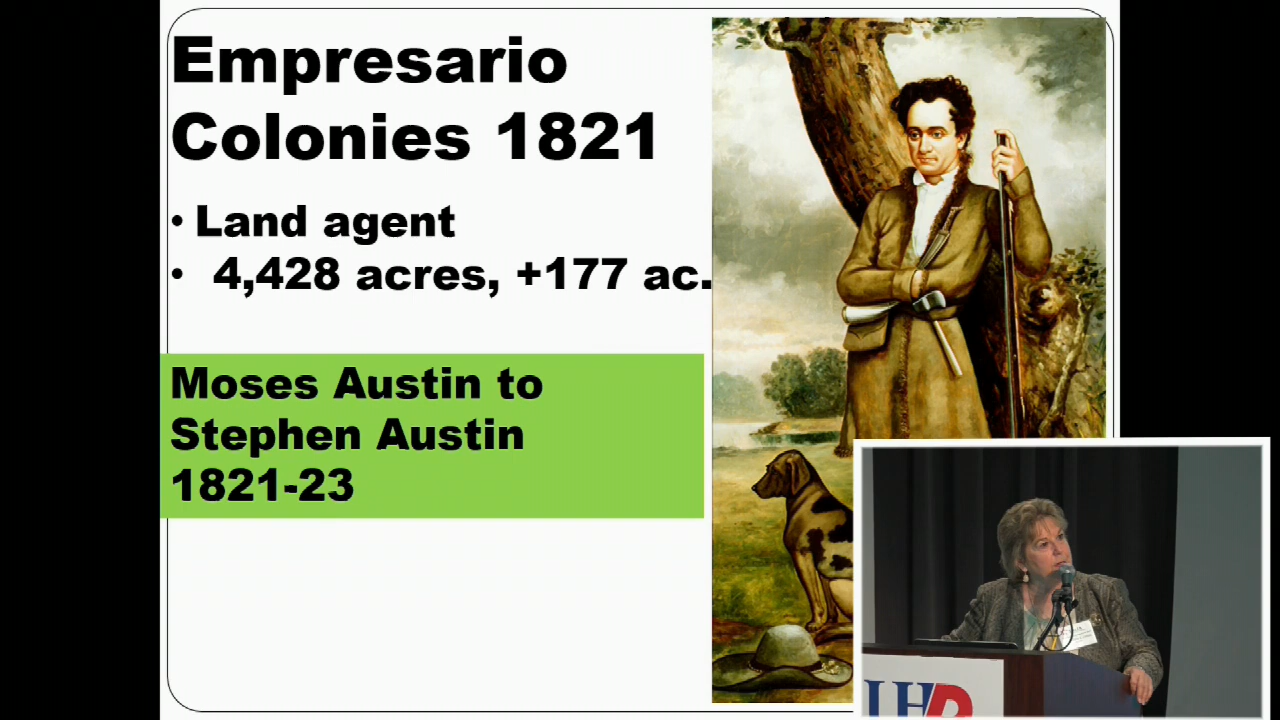 Empresario
Colonies 1821
• Land agent
• 4,428 acres, +177 ac.
Moses Austin to
Stephen Austin
1821-23